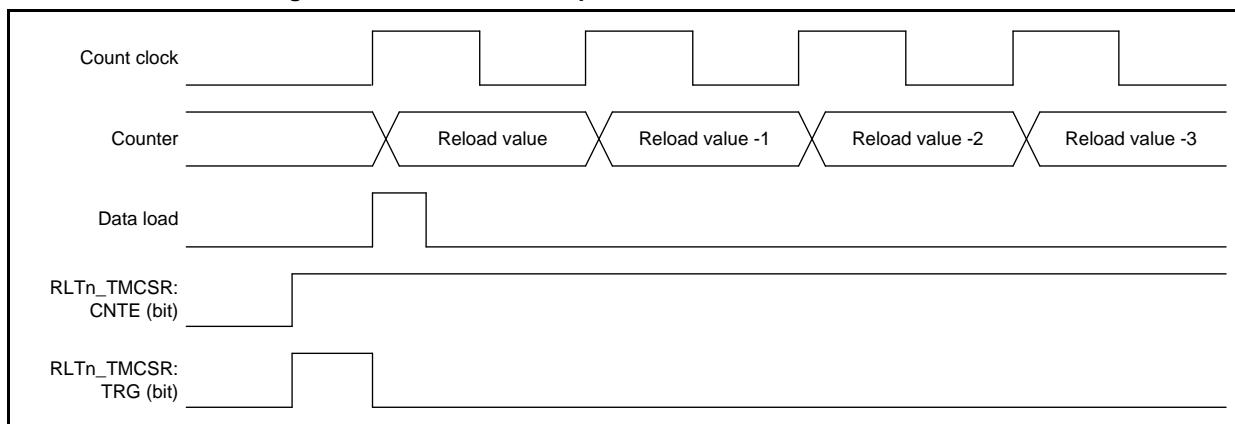 Count clock
Counter
Reload value
Reload value -1
Reload value -2
Reload value -3
Data load
RLTn_TMCSR:
CNTE (bit)
RLTn_TMCSR:
TRG (bit)